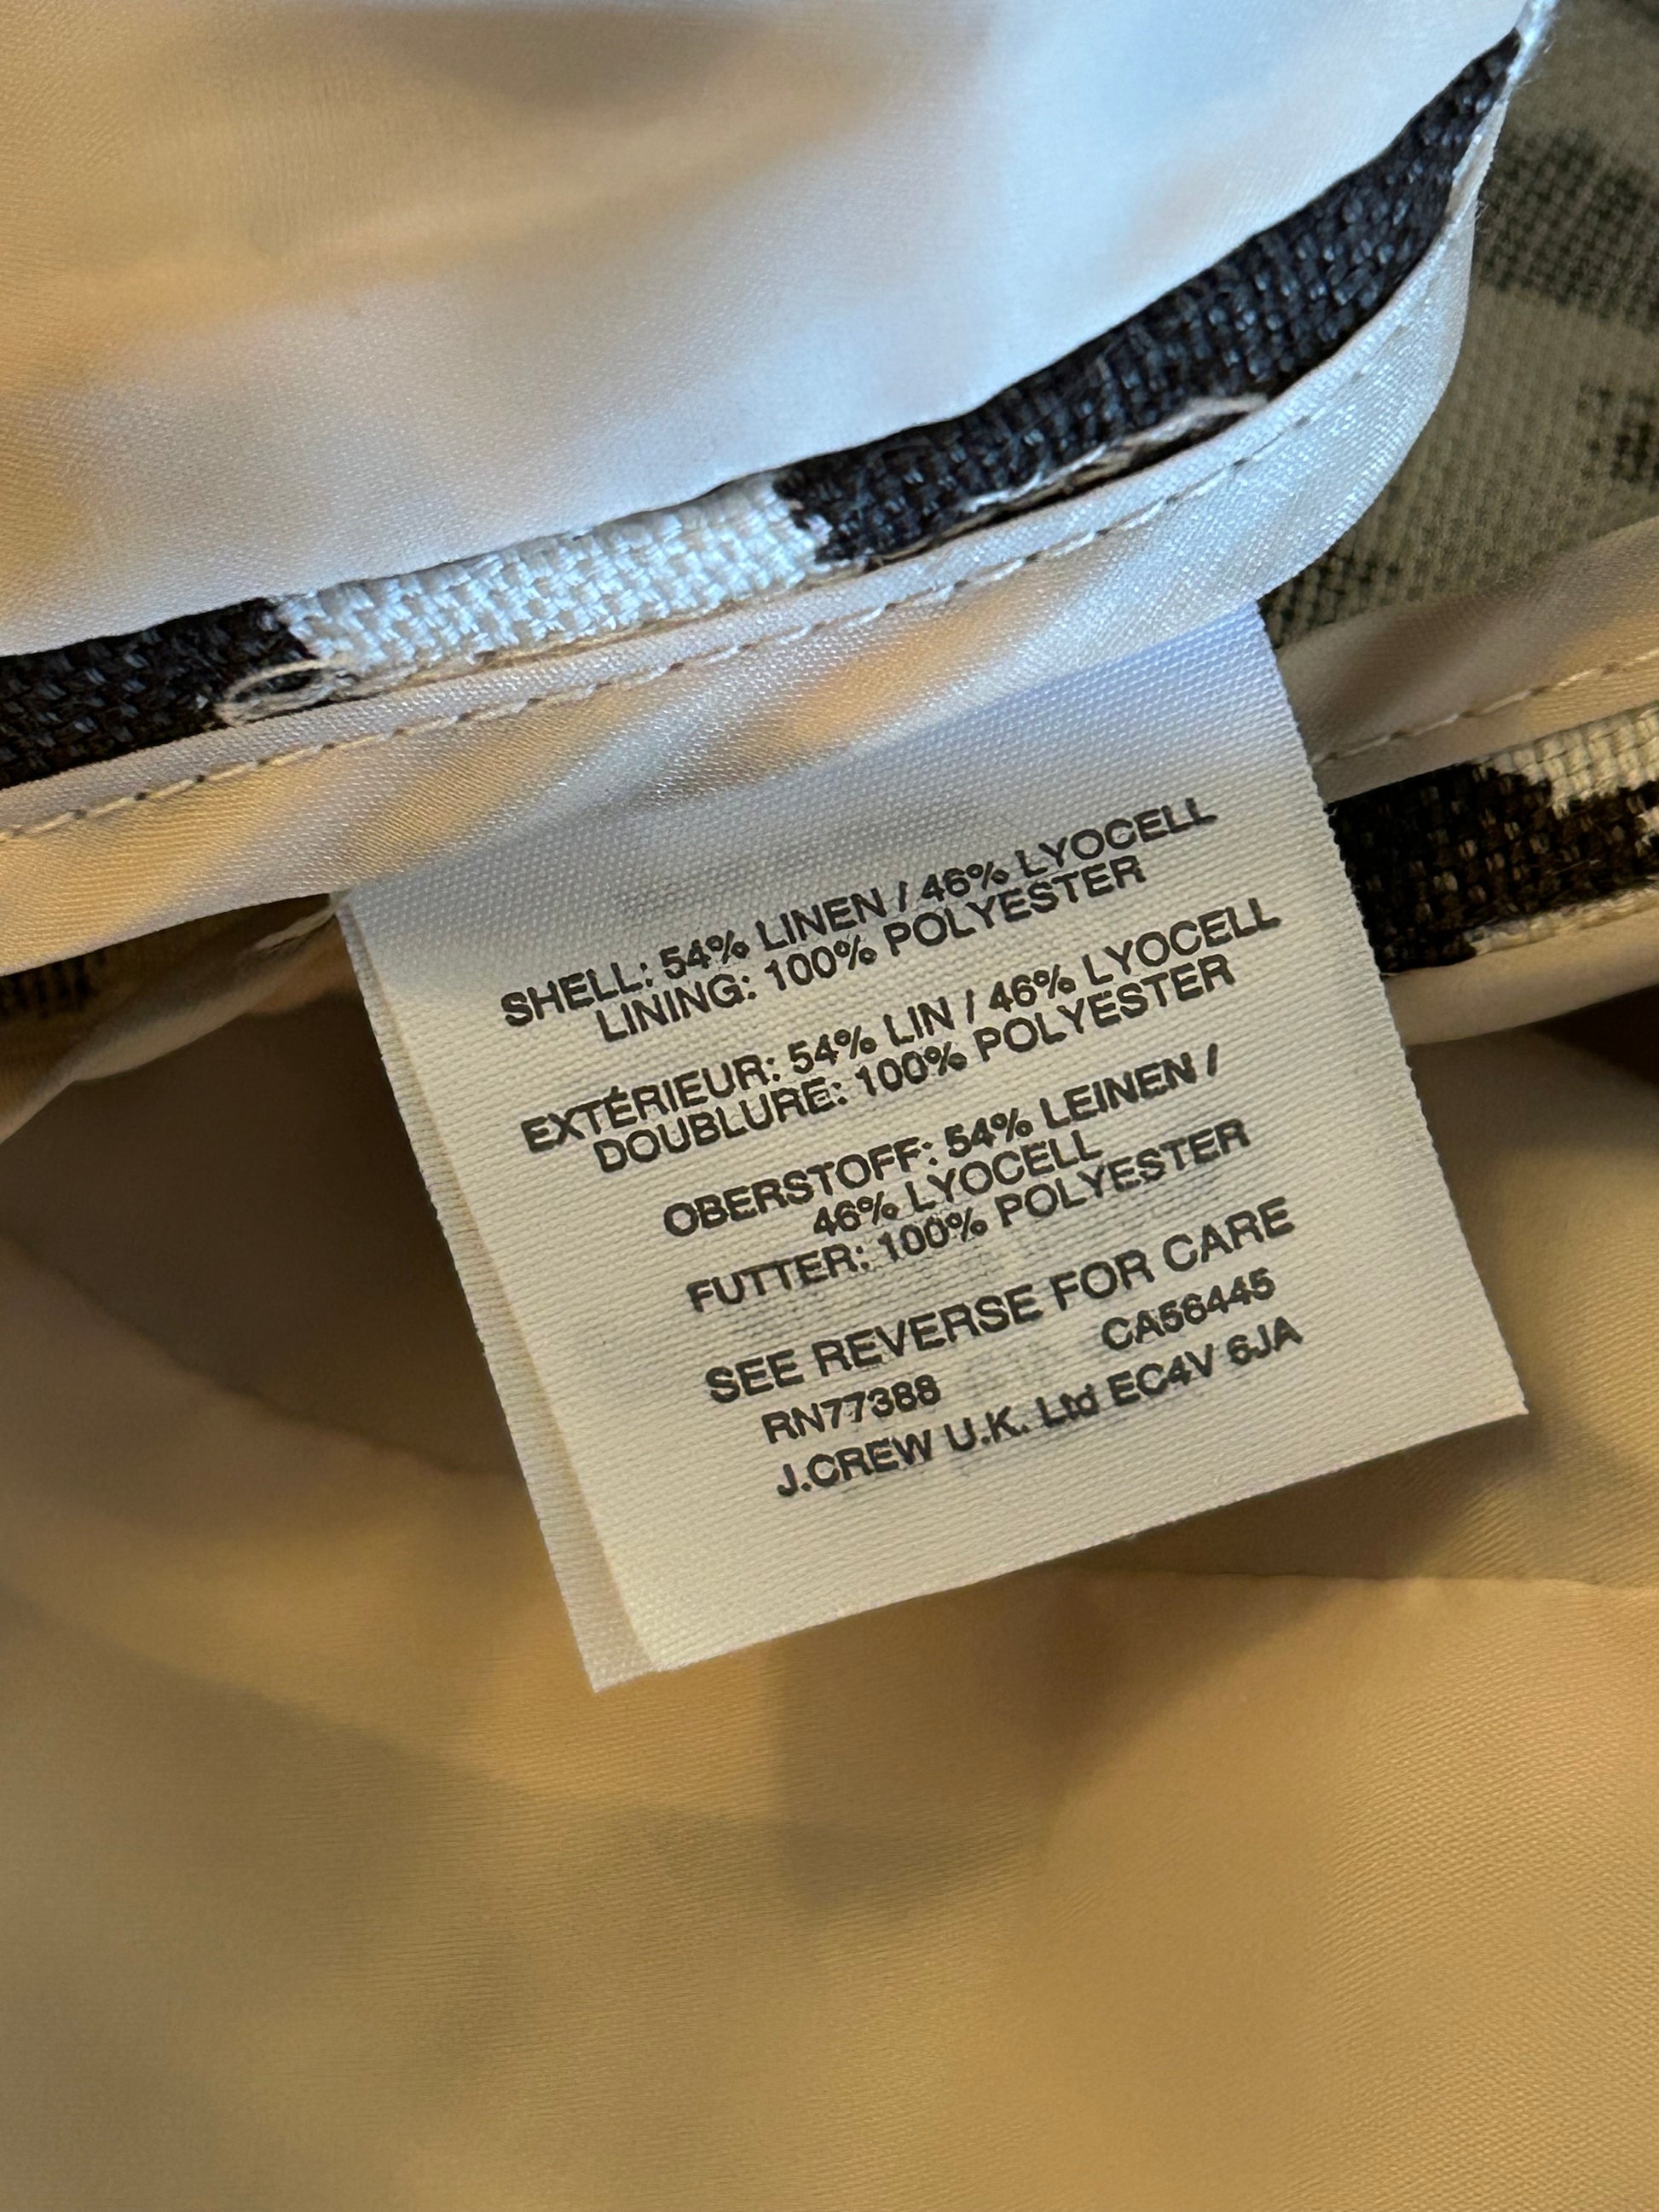 SHELL: 54% LINEN / 46% LYOCELL
LINING: 100% POLYESTER
EXTÉRIEUR: 54% LIN / 46% LYOCELL
DOUBLURE: 100% POLYESTER
OBERSTOFF: 54% LEINEN /
46% LYOCELL
FUTTER: 100% POLYESTER
SEE REVERSE FOR CARE
RN77388 CA56445
J.CREW U.K. Ltd EC4V 6JA